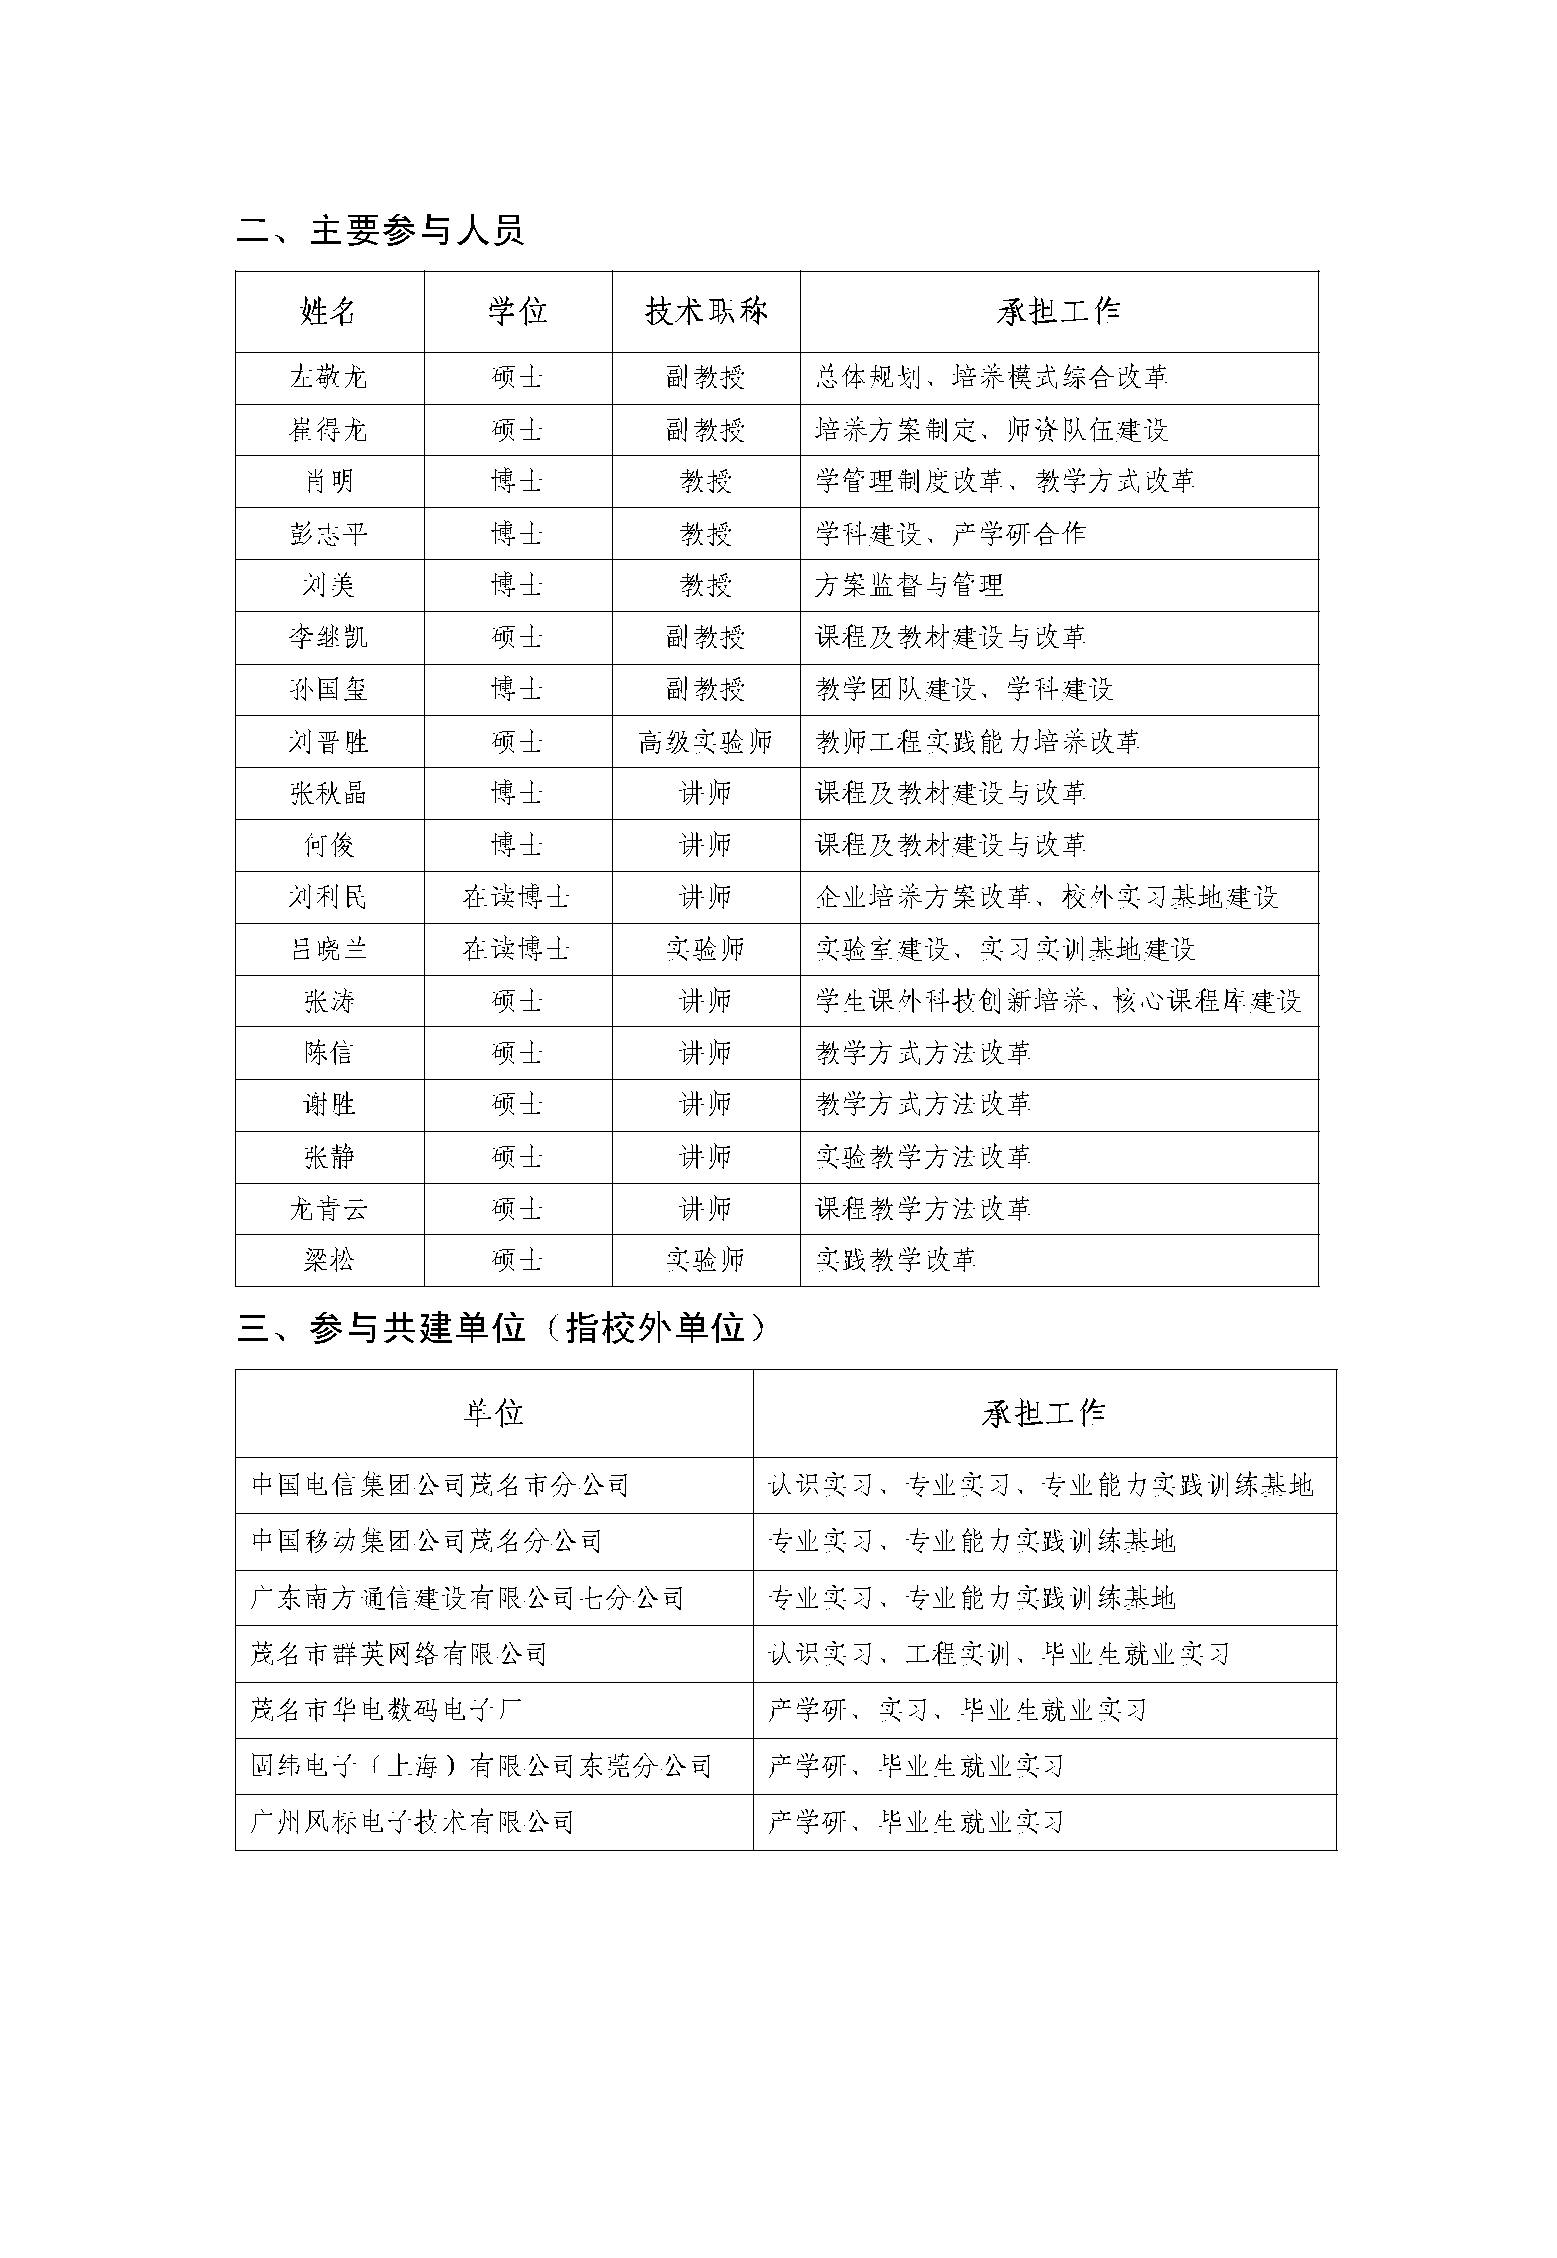 二、主要参与人员
姓名 学位 技术职称 承担工作
左敬龙 硕士 副教授 总体规划、培养模式综合改革
崔得龙 硕士 副教授 培养方案制定、师资队伍建设
肖明 博士 教授 学管理制度改革、教学方式改革
彭志平 博士 教授 学科建设、产学研合作
刘美 博士 教授 方案监督与管理
李继凯 硕士 副教授 课程及教材建设与改革
孙国玺 博士 副教授 教学团队建设、学科建设
刘晋胜 硕士 高级实验师 教师工程实践能力培养改革
张秋晶 博士 讲师 课程及教材建设与改革
何俊 博士 讲师 课程及教材建设与改革
刘利民 在读博士 讲师 企业培养方案改革、校外实习基地建设
吕晓兰 在读博士 实验师 实验室建设、实习实训基地建设
张涛 硕士 讲师 学生课外科技创新培养、核心课程库建设
陈信 硕士 讲师 教学方式方法改革
谢胜 硕士 讲师 教学方式方法改革
张静 硕士 讲师 实验教学方法改革
龙青云 硕士 讲师 课程教学方法改革
梁松 硕士 实验师 实践教学改革
三、参与共建单位（指校外单位）
单位 承担工作
中国电信集团公司茂名市分公司 认识实习、专业实习、专业能力实践训练基地
中国移动集团公司茂名分公司 专业实习、专业能力实践训练基地
广东南方通信建设有限公司七分公司 专业实习、专业能力实践训练基地
茂名市群英网络有限公司 认识实习、工程实训、毕业生就业实习
茂名市华电数码电子厂 产学研、实习、毕业生就业实习
固纬电子（上海）有限公司东莞分公司 产学研、毕业生就业实习
广州风标电子技术有限公司 产学研、毕业生就业实习